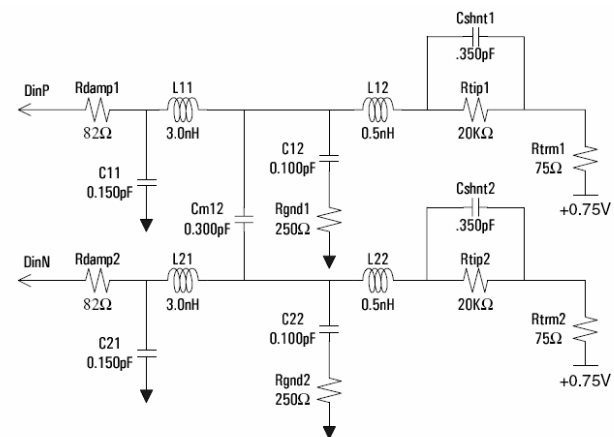 Cshnt1
.350pF
DinP Rdamp1 L11 L12 Rtip1
82Ω 3.0nH 0.5nH 20KΩ
C11
0.150pF
C12
0.100pF
Rtrm1
75Ω
+0.75V
Cm12
0.300pF
Rgnd1
250Ω
Cshnt2
.350pF
DinN Rdamp2 L21 L22 Rtip2
82Ω 3.0nH 0.5nH 20KΩ
C21
0.150pF
C22
0.100pF
Rtrm2
75Ω
+0.75V
Rgnd2
250Ω